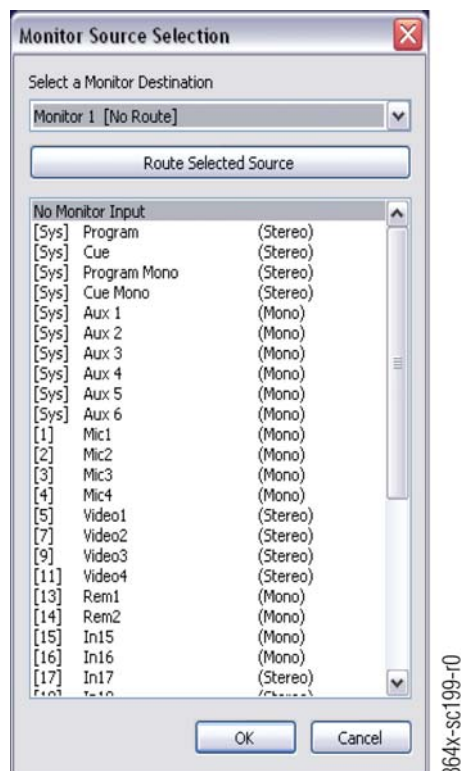 Monitor Source Selection
Select a Monitor Destination
Monitor 1 [No Route]
Route Selected Source
No Monitor Input
[Sys] Program (Stereo)
[Sys] Cue (Stereo)
[Sys] Program Mono (Stereo)
[Sys] Cue Mono (Stereo)
[Sys] Aux 1 (Mono)
[Sys] Aux 2 (Mono)
[Sys] Aux 3 (Mono)
[Sys] Aux 4 (Mono)
[Sys] Aux 5 (Mono)
[Sys] Aux 6 (Mono)
[1] Mic1 (Mono)
[2] Mic2 (Mono)
[3] Mic3 (Mono)
[4] Mic4 (Mono)
[5] Video1 (Stereo)
[7] Video2 (Stereo)
[9] Video3 (Stereo)
[11] Video4 (Stereo)
[13] Rem1 (Mono)
[14] Rem2 (Mono)
[15] In15 (Mono)
[16] In16 (Mono)
[17] In17 (Stereo)
OK Cancel
864x-sc199-r0